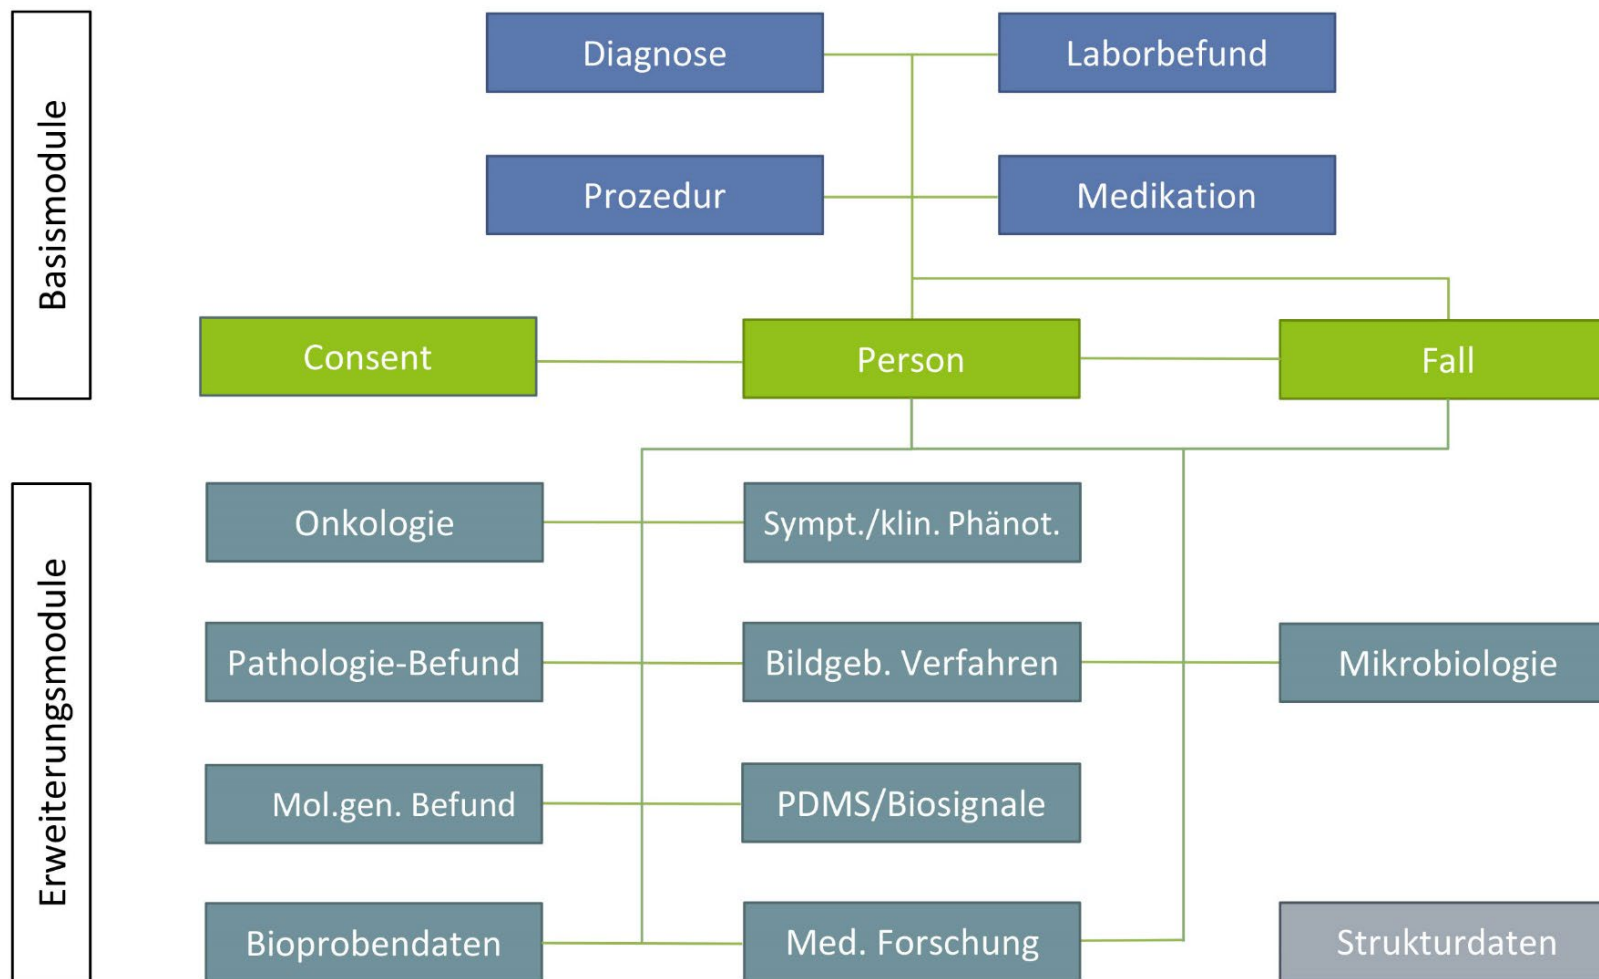 Basismodule
Diagnose
Laborbefund
Prozedur
Medikation
Consent
Person
Fall
Erweiterungsmodule
Onkologie
Sympt./klin. Phänot.
Pathologie-Befund
Bildgeb. Verfahren
Mikrobiologie
Mol.gen. Befund
PDMS/Biosignale
Bioprobendaten
Med. Forschung
Strukturdaten